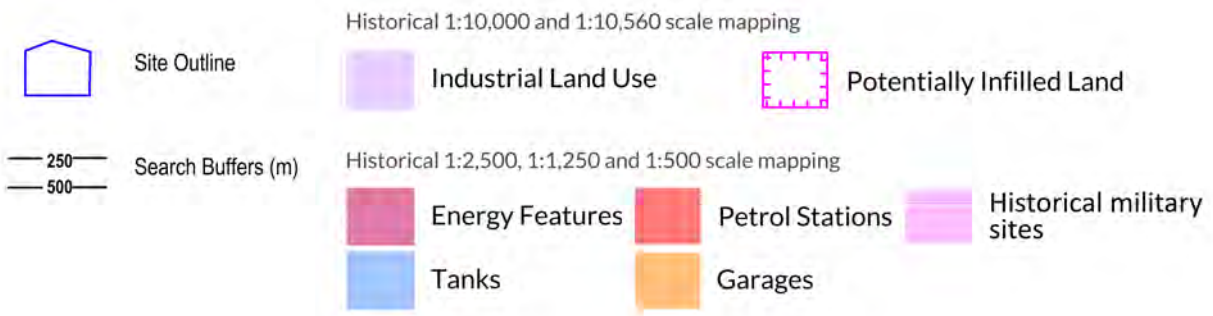 Historical 1:10,000 and 1:10,560 scale mapping
Site Outline
Industrial Land Use
Potentially Infilled Land
250
500
Search Buffers (m)
Historical 1:2,500, 1:1,250 and 1:500 scale mapping
Energy Features
Petrol Stations
Historical military
sites
Tanks
Garages